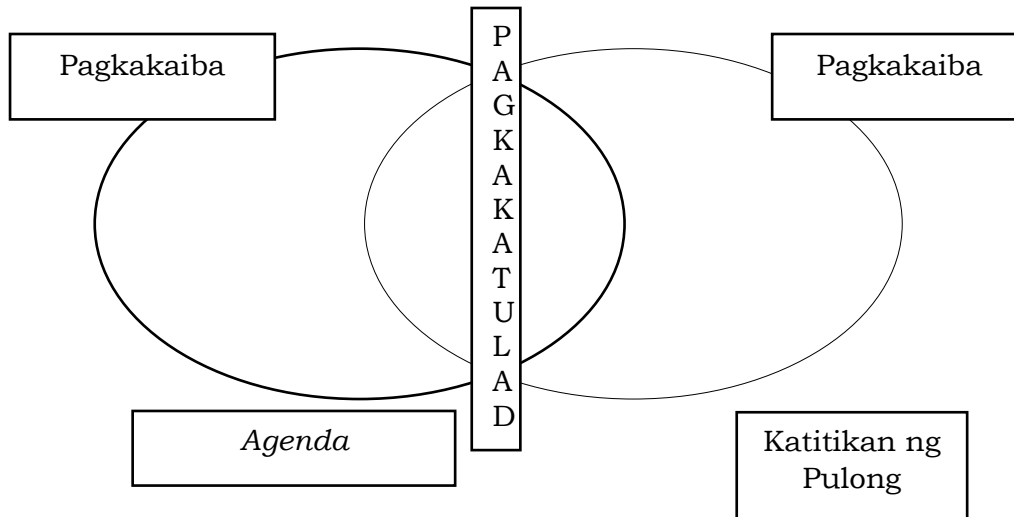 Pagkakaiba
P
A
G
K
A
K
A
T
U
L
A
D
Pagkakaiba
Agenda
Katitikan ng
Pulong